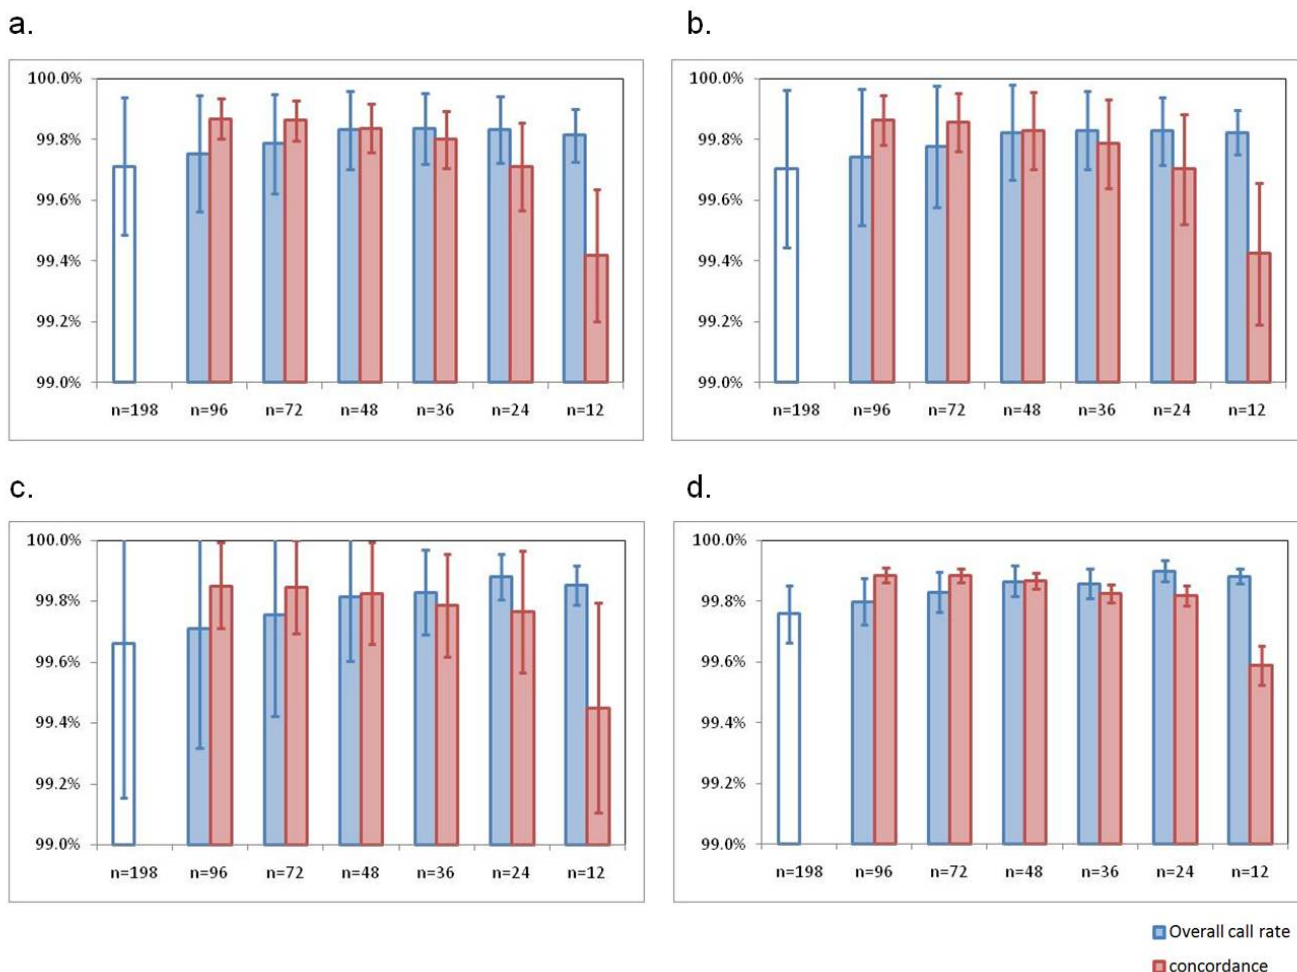 a.
100.0%
99.8%
99.6%
99.4%
99.2%
99.0%
n=198 n=96 n=72 n=48 n=36 n=24 n=12
b.
100.0%
99.8%
99.6%
99.4%
99.2%
99.0%
n=198 n=96 n=72 n=48 n=36 n=24 n=12
c.
100.0%
99.8%
99.6%
99.4%
99.2%
99.0%
n=198 n=96 n=72 n=48 n=36 n=24 n=12
d.
100.0%
99.8%
99.6%
99.4%
99.2%
99.0%
n=198 n=96 n=72 n=48 n=36 n=24 n=12
Overall call rate
concordance